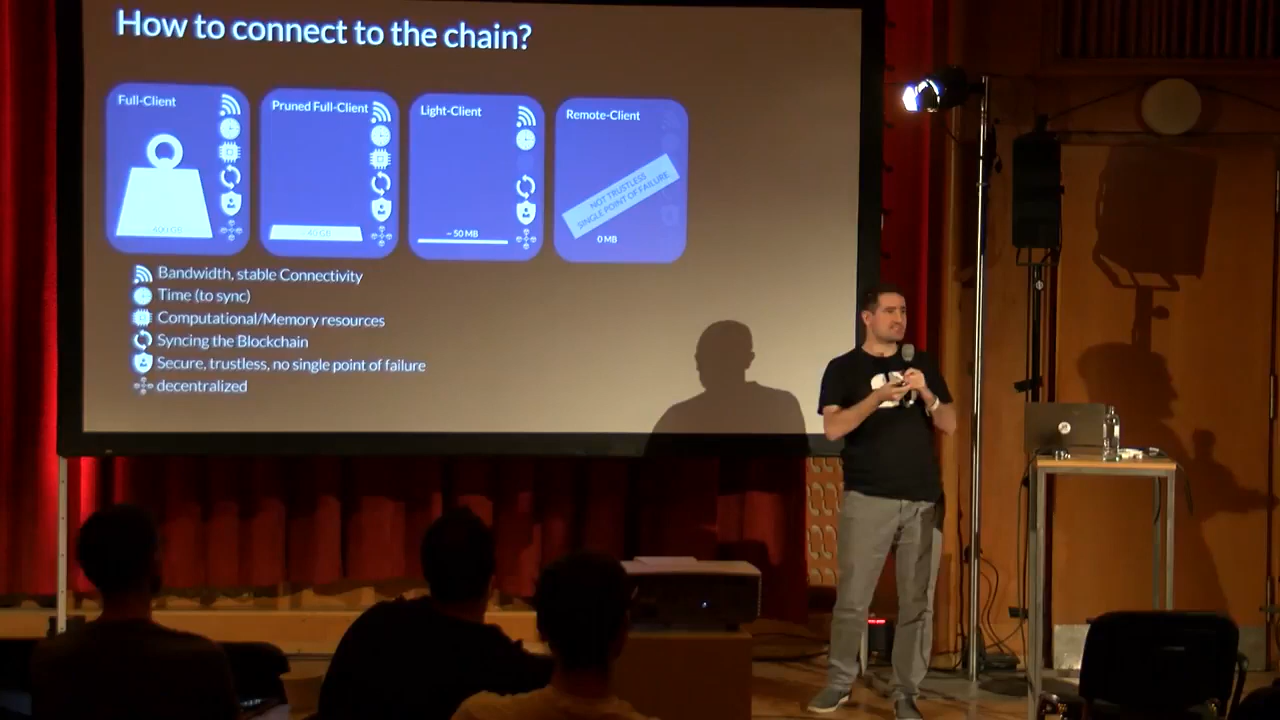 How to connect to the chain?
Full-Client
Pruned Full-Client
Light-Client
Remote-Client
NOT TRUSTLESS
SINGLE POINT OF FAILURE
~ 50 MB
0 MB
Bandwidth, stable Connectivity
Time (to sync)
Computational/Memory resources
Syncing the Blockchain
Secure, trustless, no single point of failure
decentralized